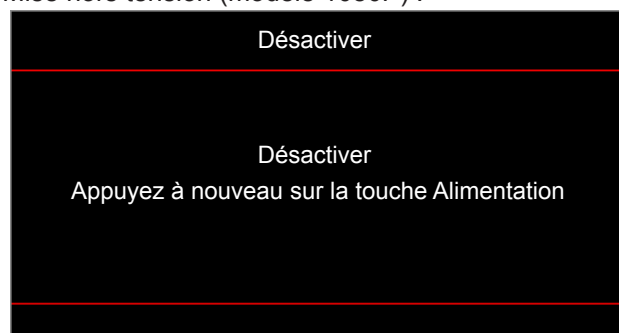 Désactiver
Désactiver
Appuyez à nouveau sur la touche Alimentation